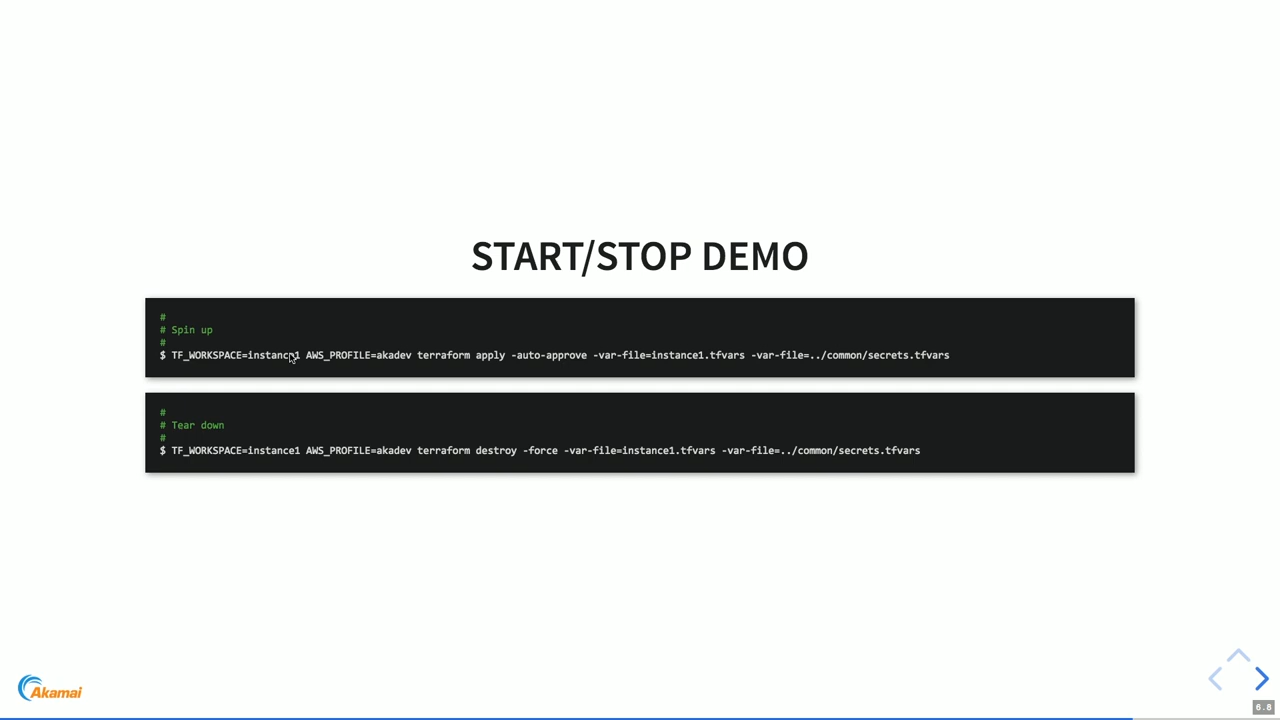 START/STOP DEMO
#
# Spin up
#
$ TF_WORKSPACE=instance1 AWS_PROFILE=akadev terraform apply -auto-approve -var-file=instance1.tfvars -var-file=../common/secrets.tfvars
#
# Tear down
#
$ TF_WORKSPACE=instance1 AWS_PROFILE=akadev terraform destroy -force -var-file=instance1.tfvars -var-file=../common/secrets.tfvars
Akamai
6.8